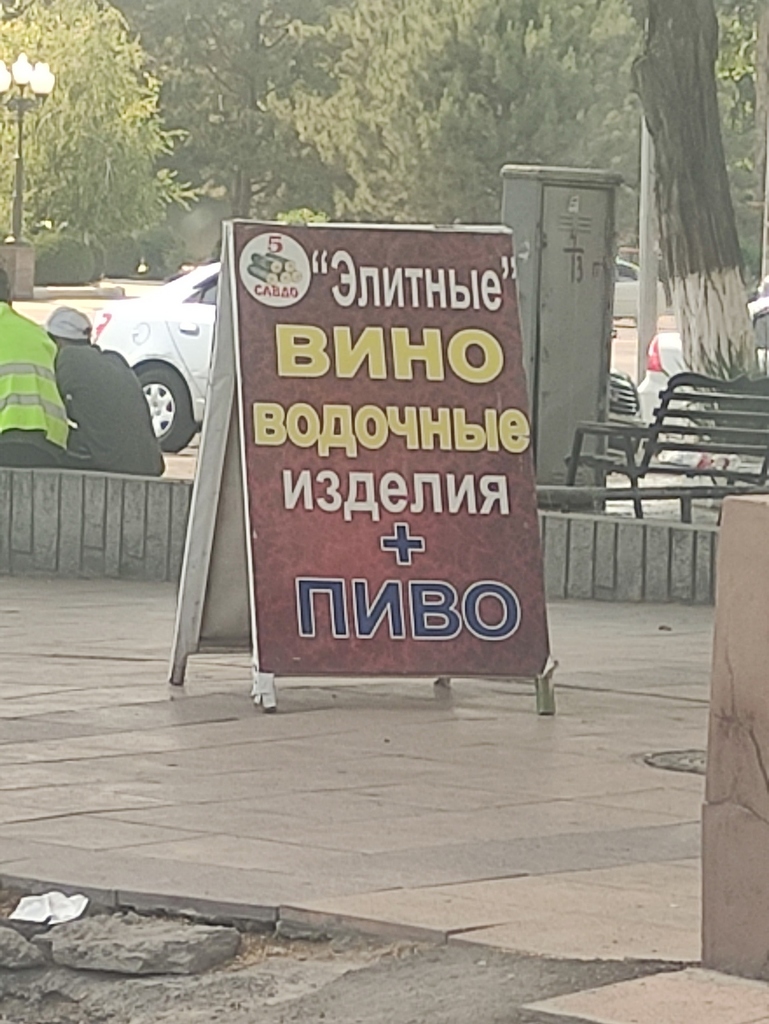 5
САВДО
“Элитные”
ВИНО
водочные
изделия
+
ПИВО